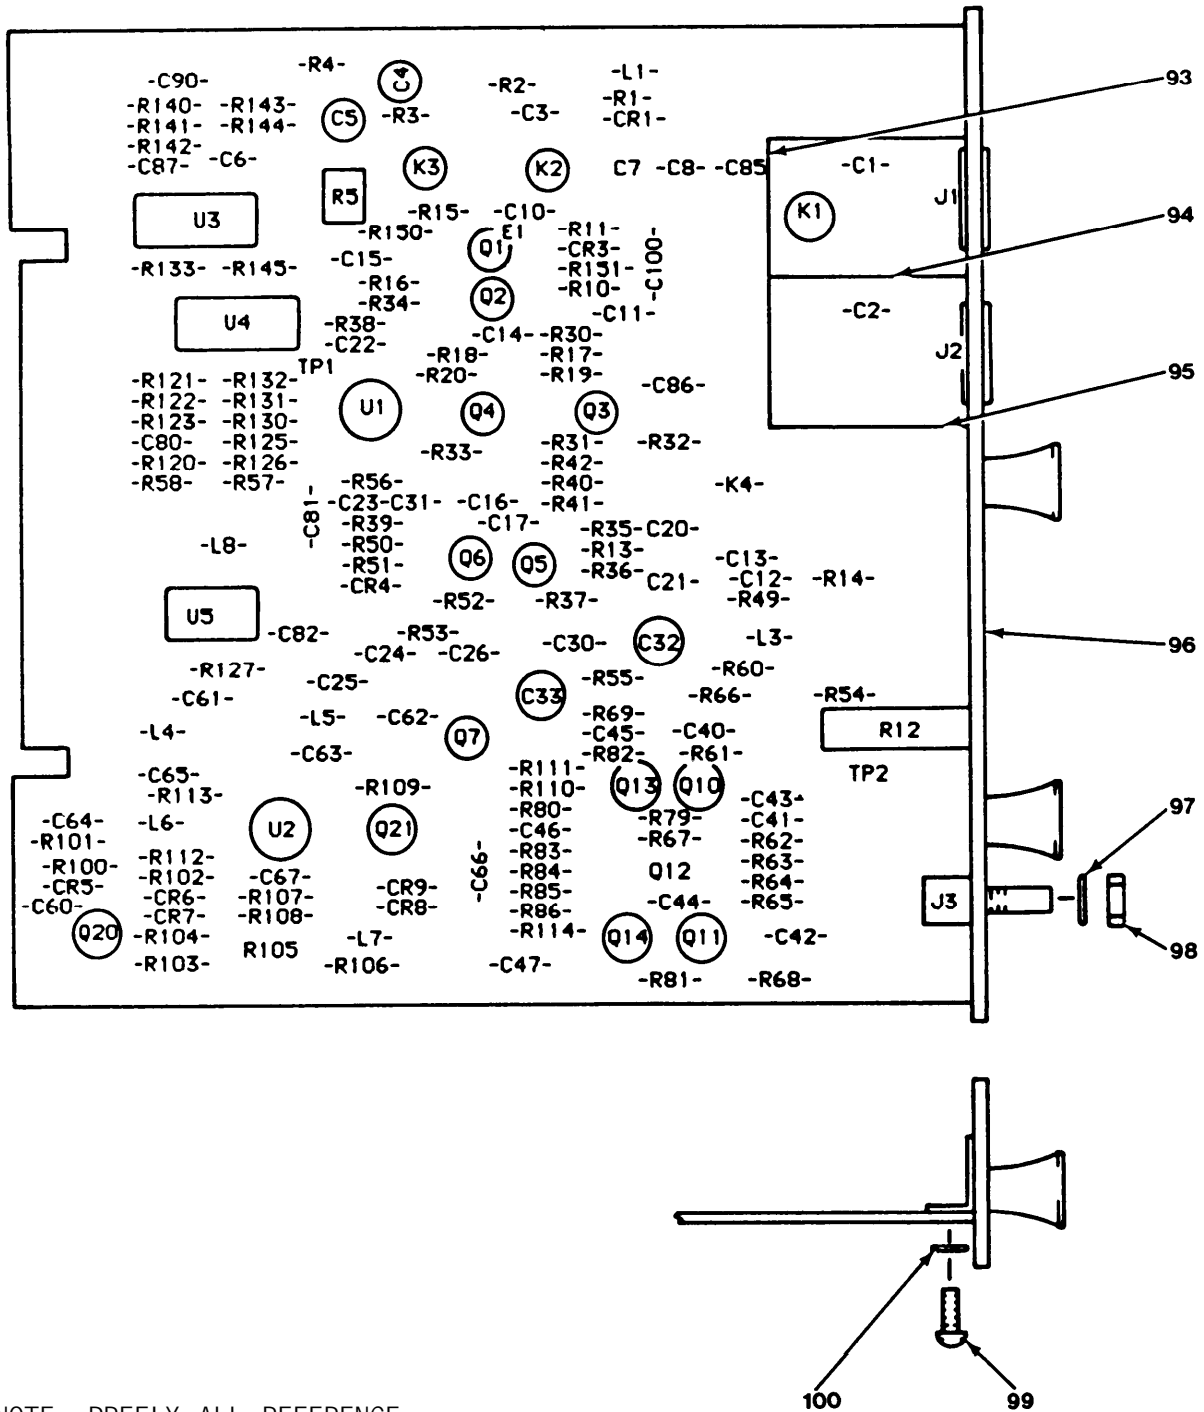 -R4- C4 -L1-
-C90- -R2- 93
-R140- -R143- C5 -R3- -C3- -R1-
-R141- -R144- -CR1-
-R142-
-C87- -C6- K3 K2 C7 -C8- -C85 -C1-
R5 J1
U3 -R15- -C10- K1 94
-R150- Q1 E1 -R11-
-C15- -CR3- -C100-
-R133- -R145- -R16- -R151-
-R34- Q2 -R10-
U4 -R38- -C11- -C2-
-C22- -C14- -R30-
TP1 -R18- -R17- J2
-R121- -R132- -R20- -R19- -C86- 95
-R122- -R131- U1 Q4 Q3
-R123- -R130-
-C80- -R125- -R33- -R31- -R32-
-R120- -R126- -R42-
-R58- -R57- -R56- -R40- -K4-
-C81- -C23-C31- -C16- -R41-
-R39- -C17- -R35-C20-
-L8- -R50- Q6 Q5 -R13- -C13-
-R51- -R36- C21- -C12- -R14-
-CR4- -R52- -R37- -R49-
U5 -C82- -R53- -C30- C32 -L3-
-C24- -C26- 96
-R127- -C25- C33 -R55- -R60-
-C61- -R66- -R54-
-L4- -L5- -C62- Q7 -R69-
-C63- -C45- -C40- R12
-R82- -R61-
-C65- -R111- Q13 Q10 TP2
-R113- -R109- -R110- -C43-
-C64- -L6- U2 Q21 -R80- -R79- -C41- 97
-R101- -C46- -R67- -R62-
-R100- -R112- -R83- -R63-
-CR5- -R102- -C67- -CR9- -C66- -R84- Q12 -R64-
-C60- -CR6- -R107- -CR8- -R85- -C44- -R65- J3
Q20 -CR7- -R108- -R86-
-R104- R105 -L7- -R114- Q14 Q11 -C42- 98
-R103- -R106- -C47- -R81- -R68-
100 99
NOTE PREFIX ALL REFERENCE